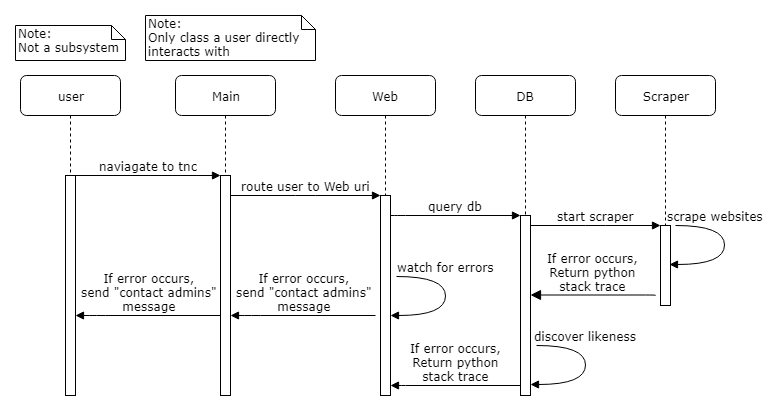 Note:
Not a subsystem
Note:
Only class a user directly
interacts with
user
Main
Web
DB
Scraper
naviagate to tnc
route user to Web uri
query db
start scraper
scrape websites
If error occurs,
Return python
stack trace
watch for errors
If error occurs,
send "contact admins"
message
If error occurs,
send "contact admins"
message
discover likeness
If error occurs,
Return python
stack trace